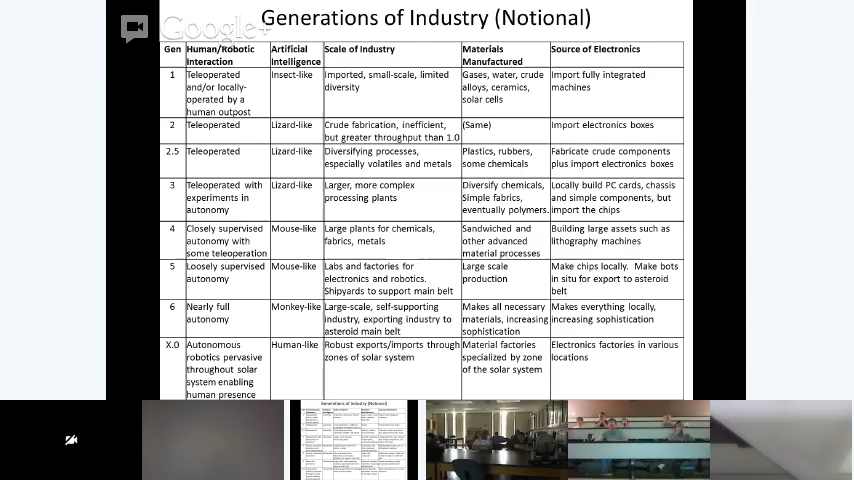 Generations of Industry (Notional)
Google+
Gen Human/Robotic Interaction Artificial Intelligence Scale of Industry Materials Manufactured Source of Electronics
1 Teleoperated and/or locally-operated by a human outpost Insect-like Imported, small-scale, limited diversity Gases, water, crude alloys, ceramics, solar cells Import fully integrated machines
2 Teleoperated Lizard-like Crude fabrication, inefficient, but greater throughput than 1.0 (Same) Import electronics boxes
2.5 Teleoperated Lizard-like Diversifying processes, especially volatiles and metals Plastics, rubbers, some chemicals Fabricate crude components plus import electronics boxes
3 Teleoperated with experiments in autonomy Lizard-like Larger, more complex processing plants Diversify chemicals, Simple fabrics, eventually polymers. Locally build PC cards, chassis and simple components, but import the chips
4 Closely supervised autonomy with some teleoperation Mouse-like Large plants for chemicals, fabrics, metals Sandwiched and other advanced material processes Building large assets such as lithography machines
5 Loosely supervised autonomy Mouse-like Labs and factories for electronics and robotics. Shipyards to support main belt Large scale production Make chips locally. Make bots in situ for export to asteroid belt
6 Nearly full autonomy Monkey-like Large-scale, self-supporting industry, exporting industry to asteroid main belt Makes all necessary materials, increasing sophistication Makes everything locally, increasing sophistication
X.0 Autonomous robotics pervasive throughout solar system enabling human presence Human-like Robust exports/imports through zones of solar system Material factories specialized by zone of the solar system Electronics factories in various locations
Generations of Industry (Notional)